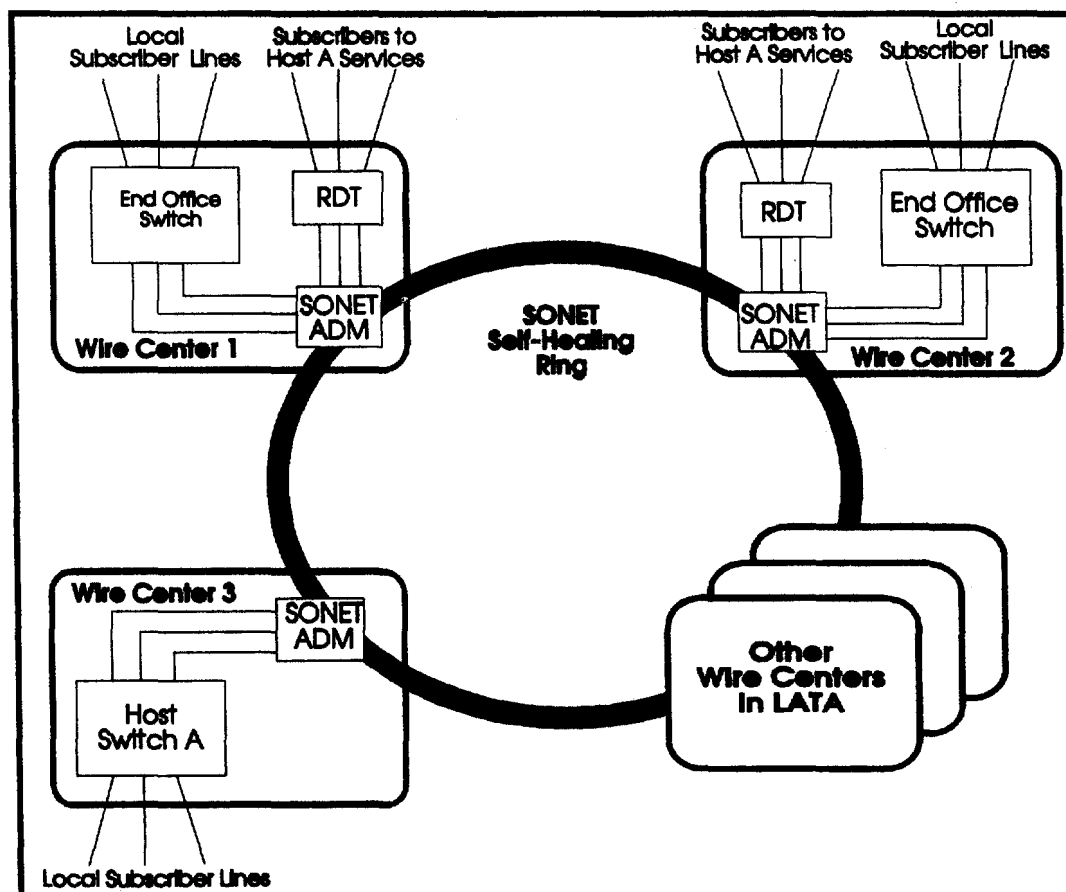 Local
Subscriber Lines
Subscribers to
Host A Services
Subscribers to
Host A Services
Local
Subscriber Lines
End Office
Switch
RDT
RDT
End Office
Switch
SONET
ADM
Wire Center 1
SONET
Self-Healing
Ring
SONET
ADM
Wire Center 2
Wire Center 3
SONET
ADM
Host
Switch A
Other
Wire Centers
in LATA
Local Subscriber Lines